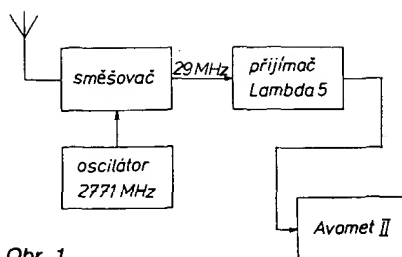 směšovač
29 MHz
přijímač
Lambda 5
oscilátor
2771 MHz
Avomet II
Obr. 1